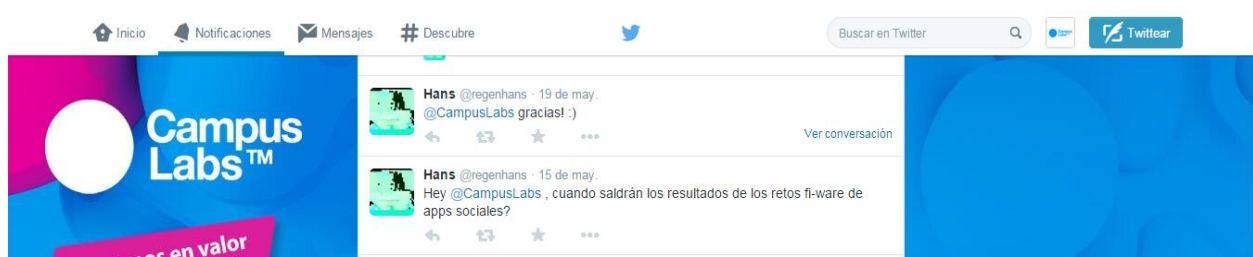 Inicio Notificaciones Mensajes # Descubre Buscar en Twitter Twittear
Campus
Labs™
en valor
Hans @regenhans · 19 de may.
@CampusLabs gracias! :)
Ver conversación
Hans @regenhans · 15 de may.
Hey @CampusLabs , cuando saldrán los resultados de los retos fi-ware de
apps sociales?